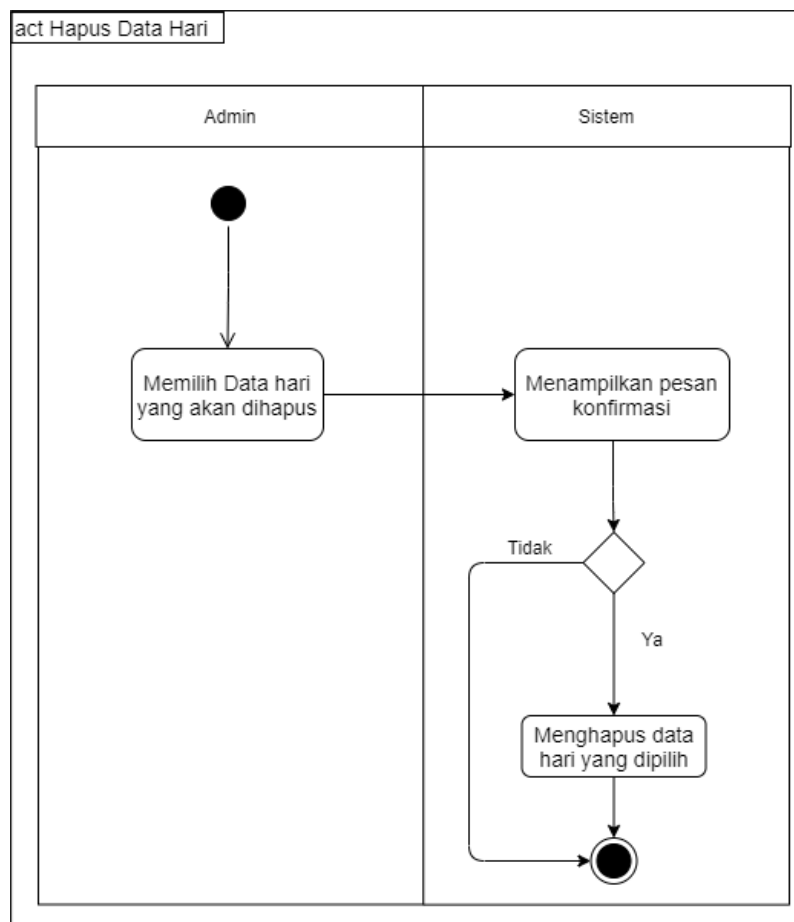 act Hapus Data Hari
Admin
Sistem
Memilih Data hari
yang akan dihapus
Menampilkan pesan
konfirmasi
Tidak
Ya
Menghapus data
hari yang dipilih